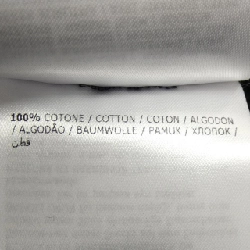 100% COTONE / COTTON / COTON / ALGODON
/ ALGODÃO / BAUMWOLLE / PAMUK / ХЛОПОК /
قطن